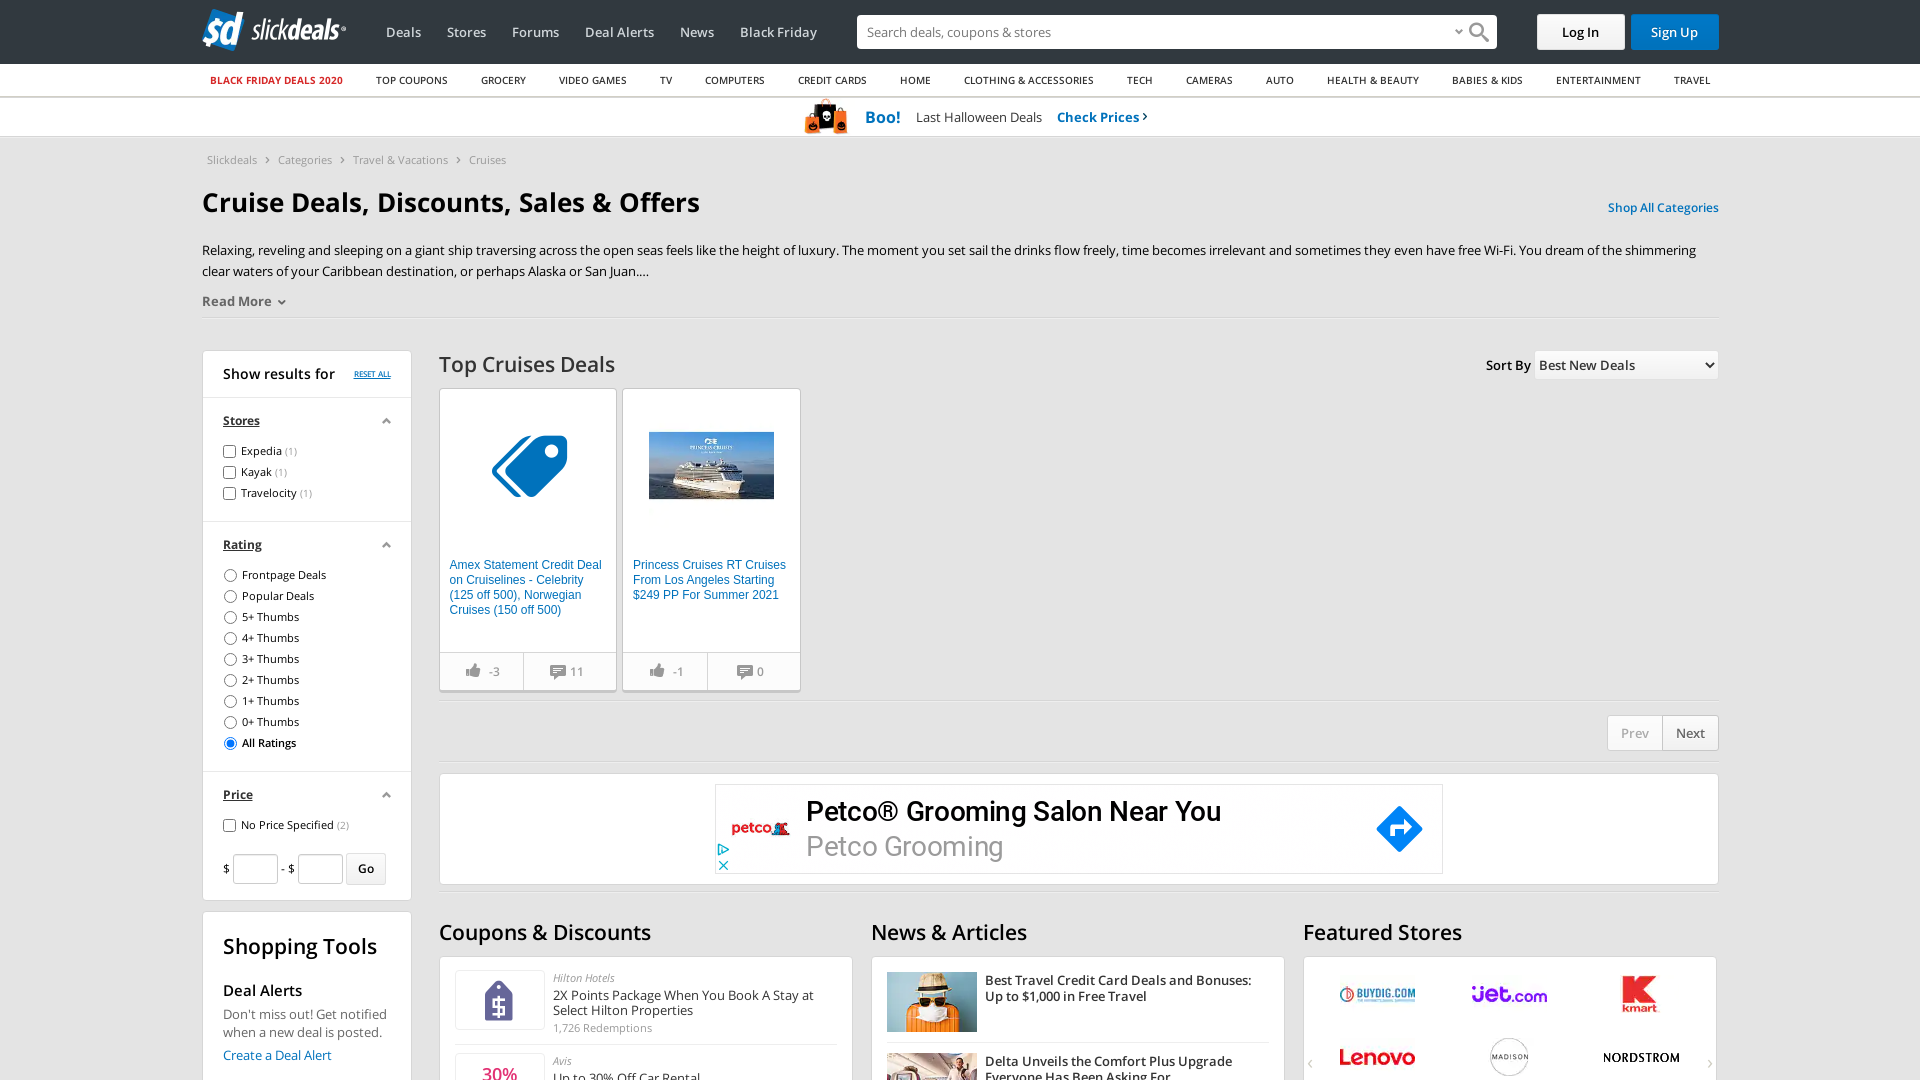 slickdeals
Deals
Stores
Forums
Deal Alerts
News
Black Friday
Search deals, coupons & shopping
Log In
Sign Up
BLACK FRIDAY DEALS 2020
TOP COUPONS
GROCERY
VIDEO GAMES
TV
COMPUTERS
CREDIT CARDS
HOME
CLOTHING & ACCESSORIES
TECH
CAMERAS
AUTO
HEALTH & BEAUTY
BABIES & KIDS
ENTERTAINMENT
TRAVEL
Boo! Last Halloween Deals Check Prices
Slickdeals > Categories > Travel & Vacations > Cruises
Cruise Deals, Discounts, Sales & Offers
Shop All Categories
Relaxing, reveling and sleeping on a giant ship traversing across the open seas feels like the height of luxury. The moment you set sail the drinks flow freely, time becomes irrelevant and sometimes they even have free Wi-Fi. You dream of the shimmering
clear waters of your Caribbean destination, or perhaps Alaska or San Juan....
Read More
Show results for
RESET ALL
Stores
Expedia (1)
Kayak (1)
Travelocity (1)
Rating
Frontpage Deals
Popular Deals
5+ Thumbs
4+ Thumbs
3+ Thumbs
2+ Thumbs
1+ Thumbs
0+ Thumbs
All Ratings
Price
No Price Specified (2)
$ - $ Go
Shopping Tools
Deal Alerts
Don't miss out! Get notified
when a new deal is posted.
Create a Deal Alert
Top Cruises Deals
Sort By Best New Deals
Amex Statement Credit Deal
on Cruiselines - Celebrity
(125 off 500), Norwegian
Cruises (150 off 500)
-3
11
PRINCESS CRUISES
Princess Cruises RT Cruises
From Los Angeles Starting
$249 PP For Summer 2021
-1
0
Prev
Next
petco
Petco® Grooming Salon Near You
Petco Grooming
Coupons & Discounts
Hilton Hotels
2X Points Package When You Book A Stay at
Select Hilton Properties
1,726 Redemptions
30%
Avis
Up to 30% Off Car Rental
News & Articles
Best Travel Credit Card Deals and Bonuses:
Up to $1,000 in Free Travel
Delta Unveils the Comfort Plus Upgrade
Everyone Has Been Asking For
Featured Stores
BUYDIG.COM
Jet.com
K
kmart
Lenovo
MADISON
NORDSTROM